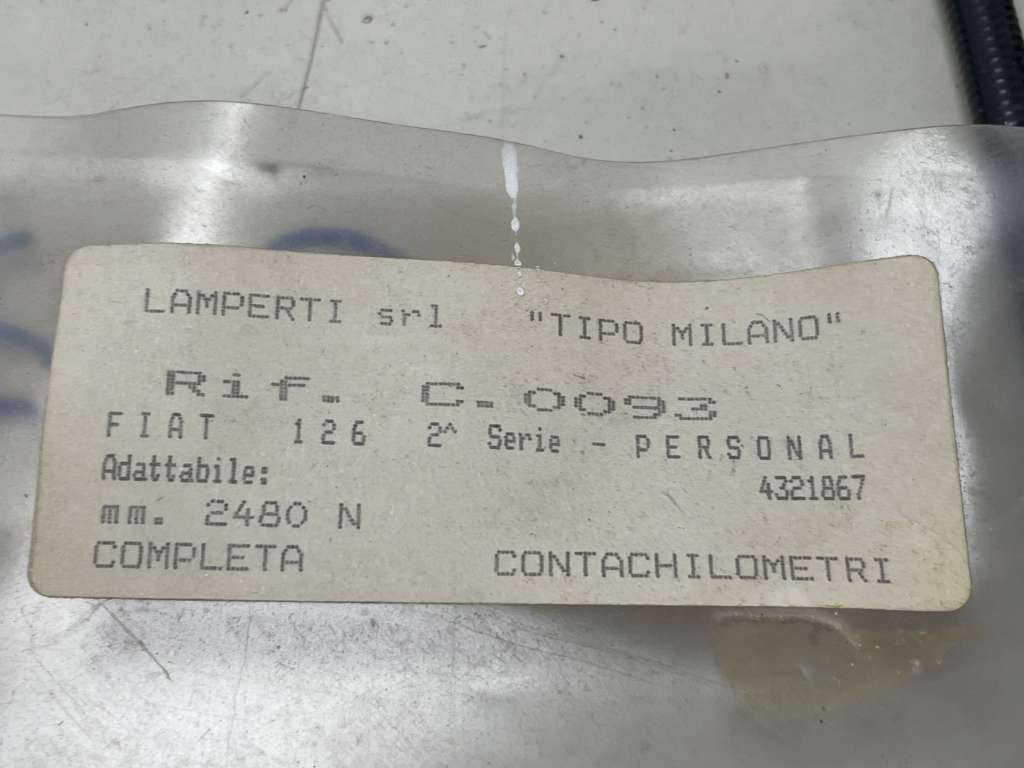 LAMPERTI srl "TIPO MILANO"
Rif. C.0093
FIAT 126 2^ Serie - PERSONAL
Adattabile: 4321867
mm. 2480 N
COMPLETA CONTACHILOMETRI